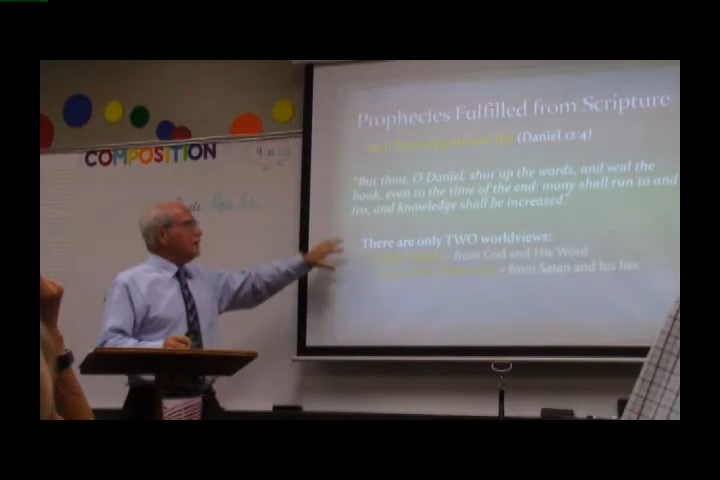 COMPOSITION
Prophecies Fulfilled from Scripture
(Daniel 12:4)
"But thou, O Daniel, shut up the words, and seal the
book, even to the time of the end: many shall run to and
fro, and knowledge shall be increased."
There are only TWO worldviews:
- from God and His Word
- from Satan and his lies